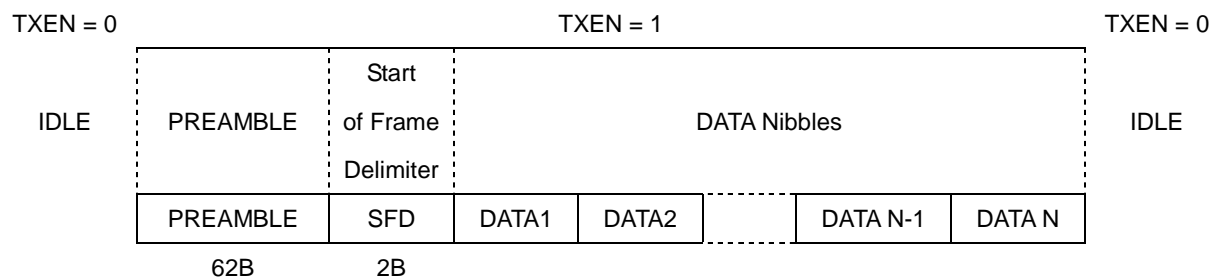 TXEN = 0
TXEN = 1
TXEN = 0
IDLE
PREAMBLE
Start
of Frame
Delimiter
DATA Nibbles
IDLE
PREAMBLE
SFD
DATA1
DATA2
DATA N-1
DATA N
62B
2B